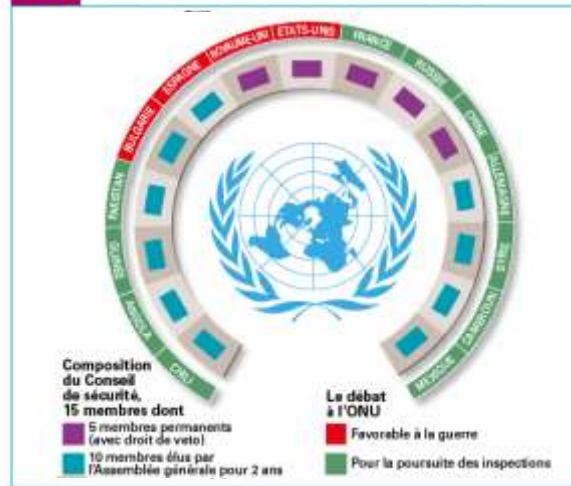 CHILI
ANGOLA
GUINÉE
PAKISTAN
BULGARIE
ESPAGNE
ROYAUME-UNI
ÉTATS-UNIS
FRANCE
RUSSIE
CHINE
ALLEMAGNE
SYRIE
CAMEROUN
MEXIQUE
Composition
du Conseil
de sécurité,
15 membres dont
5 membres permanents
(avec droit de veto)
10 membres élus par
l'Assemblée générale pour 2 ans
Le débat
à l'ONU
Favorable à la guerre
Pour la poursuite des inspections